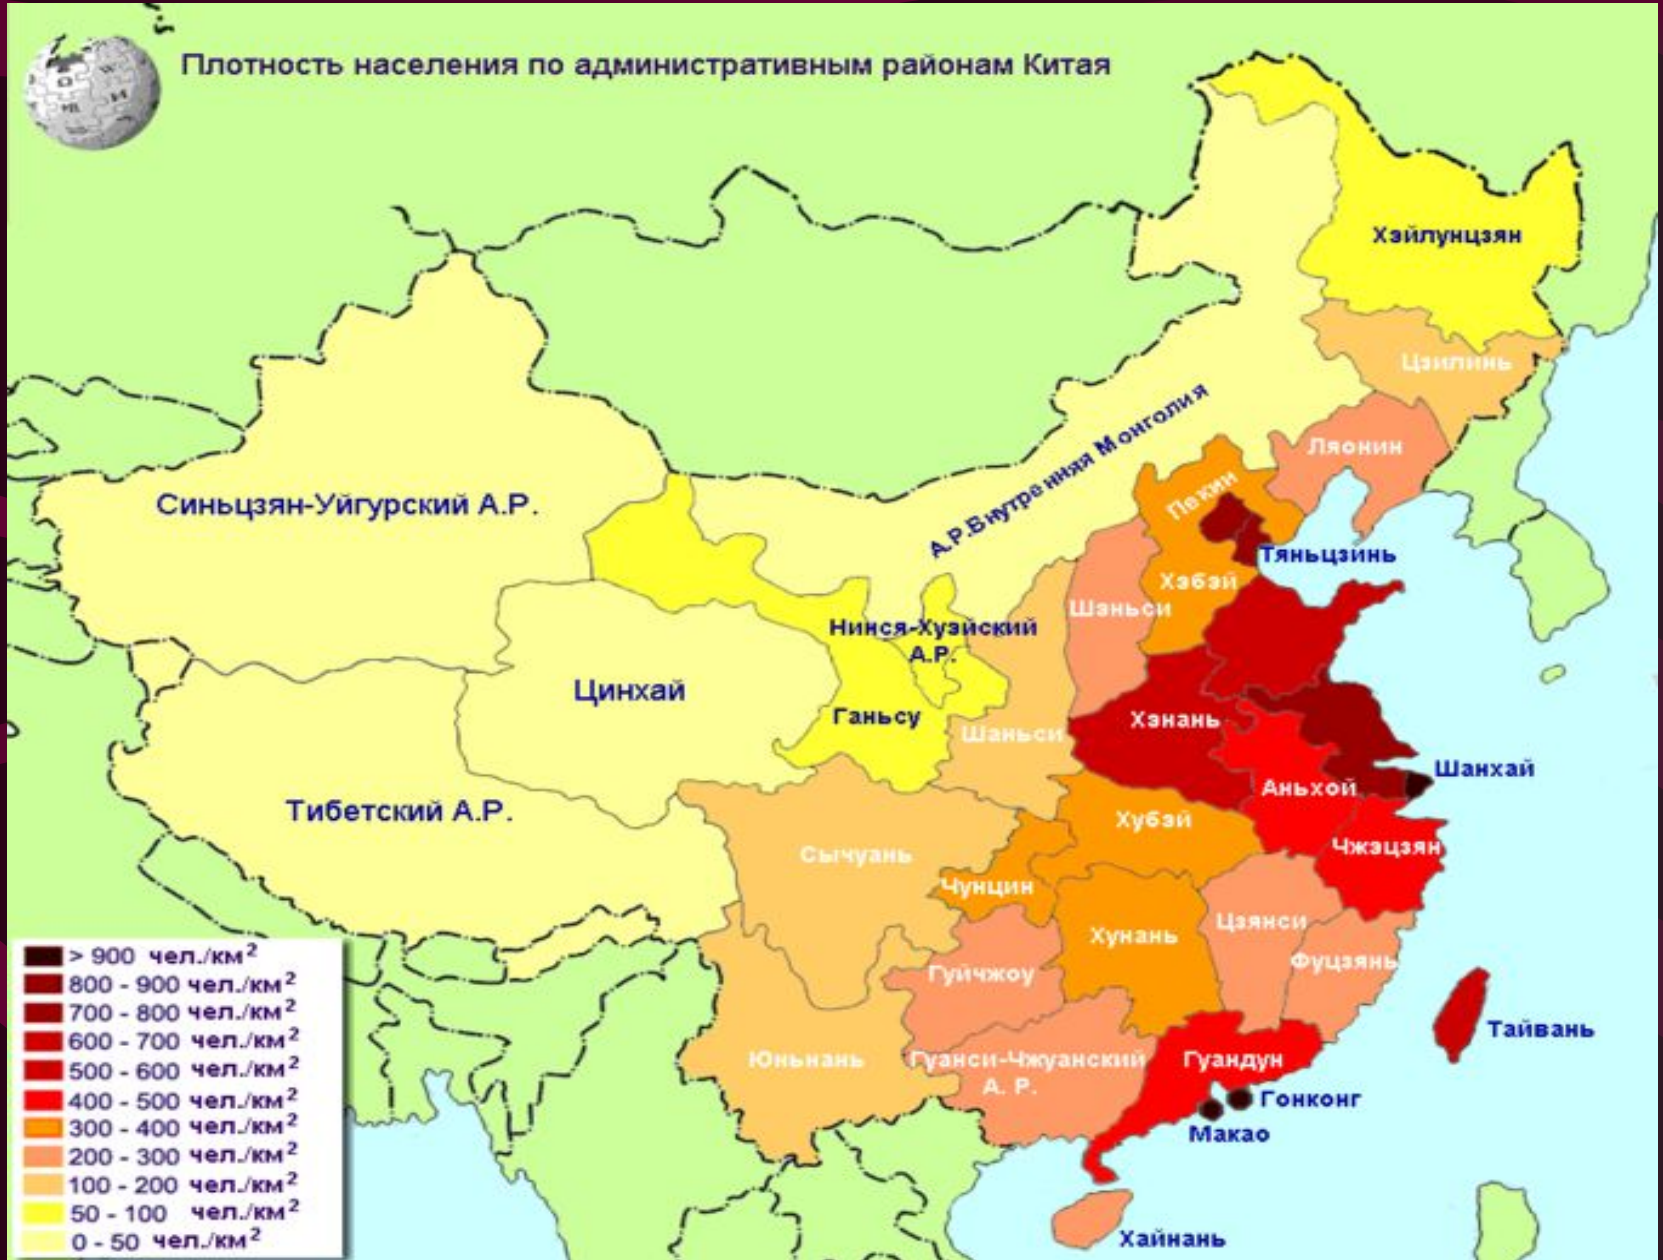 Плотность населения по административным районам Китая
Хэйлунцзян
Цзилинь
Ляонин
А.Р.Внутренняя Монголия
Синьцзян-Уйгурский А.Р.
Пекин
Тяньцзинь
Хэбэй
Шэньси
Нинся-Хуэйский
А.Р.
Цинхай
Ганьсу
Шаньси
Хэнань
Шанхай
Аньхой
Тибетский А.Р.
Хубэй
Чжэцзян
Сычуань
Чунцин
Хунань
Цзянси
Фуцзянь
Гуйчжоу
Тайвань
Юньнань
Гуанси-Чжуанский
А. Р.
Гуандун
Гонконг
Макао
Хайнань
> 900 чел./км²
800 - 900 чел./км²
700 - 800 чел./км²
600 - 700 чел./км²
500 - 600 чел./км²
400 - 500 чел./км²
300 - 400 чел./км²
200 - 300 чел./км²
100 - 200 чел./км²
50 - 100 чел./км²
0 - 50 чел./км²